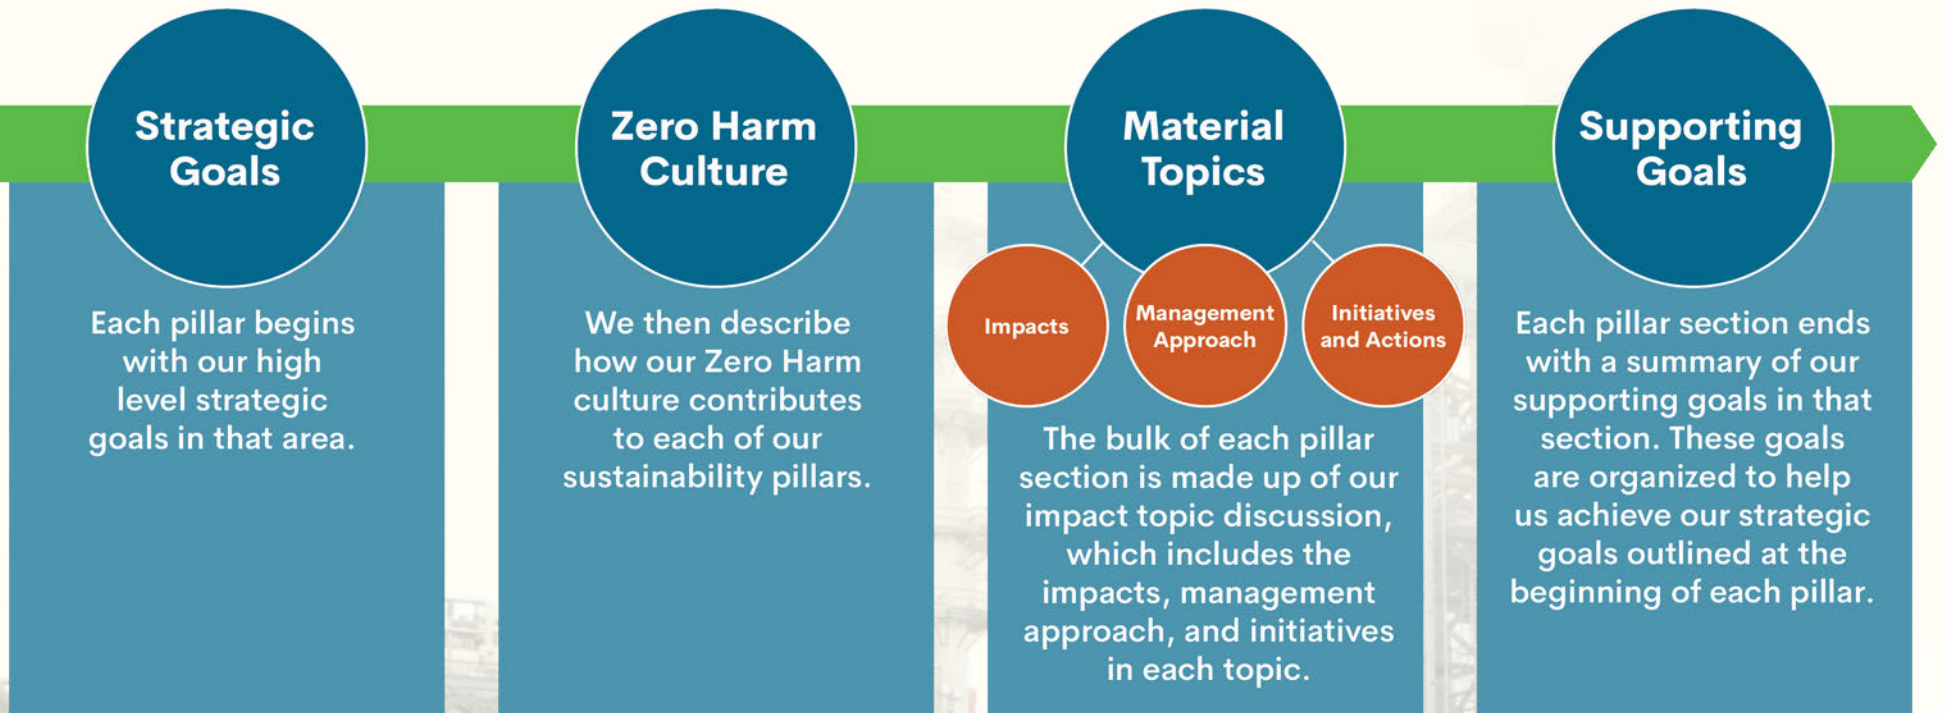 Strategic
Goals
Each pillar begins
with our high
level strategic
goals in that area.
Zero Harm
Culture
We then describe
how our Zero Harm
culture contributes
to each of our
sustainability pillars.
Material
Topics
Impacts
Management
Approach
Initiatives
and Actions
The bulk of each pillar
section is made up of our
impact topic discussion,
which includes the
impacts, management
approach, and initiatives
in each topic.
Supporting
Goals
Each pillar section ends
with a summary of our
supporting goals in that
section. These goals
are organized to help
us achieve our strategic
goals outlined at the
beginning of each pillar.